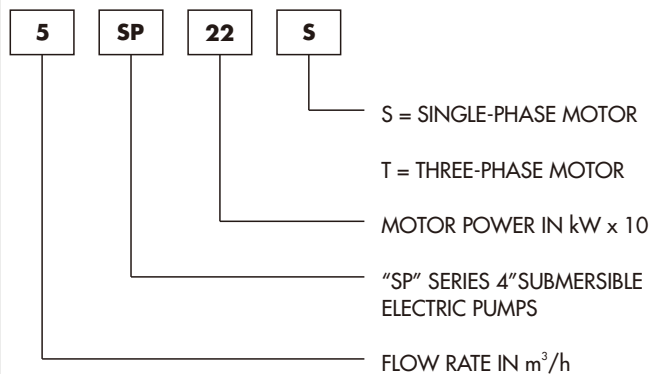 5 SP 22 S
S = SINGLE-PHASE MOTOR
T = THREE-PHASE MOTOR
MOTOR POWER IN kW x 10
“SP” SERIES 4”SUBMERSIBLE
ELECTRIC PUMPS
FLOW RATE IN m³/h